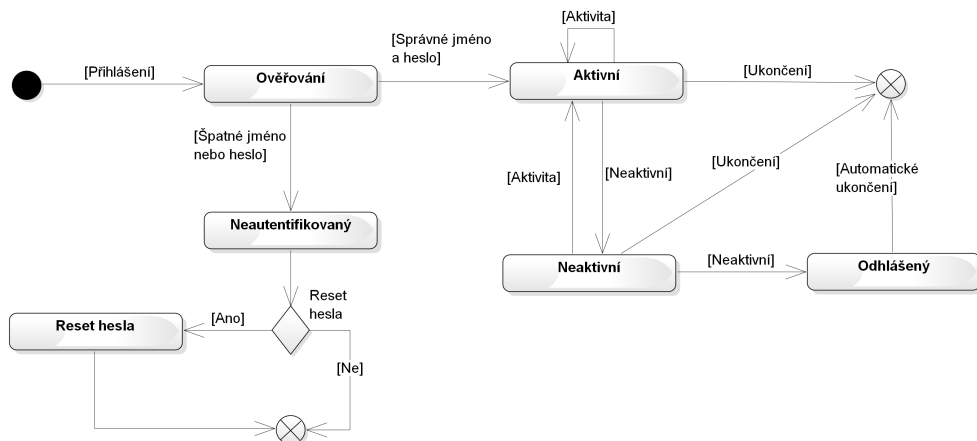 [Aktivita]
[Správné jméno
a heslo]
[Přihlášení]
Ověřování
Aktivní
[Ukončení]
[Špatné jméno
nebo heslo]
[Aktivita]
[Neaktivní]
[Ukončení]
[Automatické
ukončení]
Neautentifikovaný
Neaktivní
[Neaktivní]
Odhlášený
Reset
hesla
Reset hesla
[Ano]
[Ne]